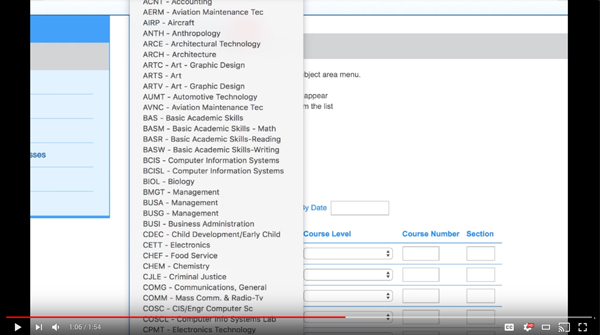 ACNT - Accounting
AERM - Aviation Maintenance Tec
AIRP - Aircraft
ANTH - Anthropology
ARCE - Architectural Technology
ARCH - Architecture
ARTC - Art - Graphic Design
ARTS - Art
ARTV - Art - Graphic Design
AUMT - Automotive Technology
AVNC - Aviation Maintenance Tec
BAS - Basic Academic Skills
BASM - Basic Academic Skills - Math
BASR - Basic Academic Skills-Reading
BASW - Basic Academic Skills-Writing
BCIS - Computer Information Systems
BCISL - Computer Information Systems
BIOL - Biology
BMGT - Management
BUSA - Management
BUSG - Management
BUSI - Business Administration
CDEC - Child Development/Early Child
CETT - Electronics
CHEF - Food Service
CHEM - Chemistry
CJLE - Criminal Justice
COMG - Communications, General
COMM - Mass Comm. & Radio-Tv
COSC - CIS/Engr Computer Sc
COSCL - Computer Info Systems Lab
CPMT - Electronics Technology
sses
bject area menu.
appear
m the list
y Date
Course Level Course Number Section
1:06 / 1:54